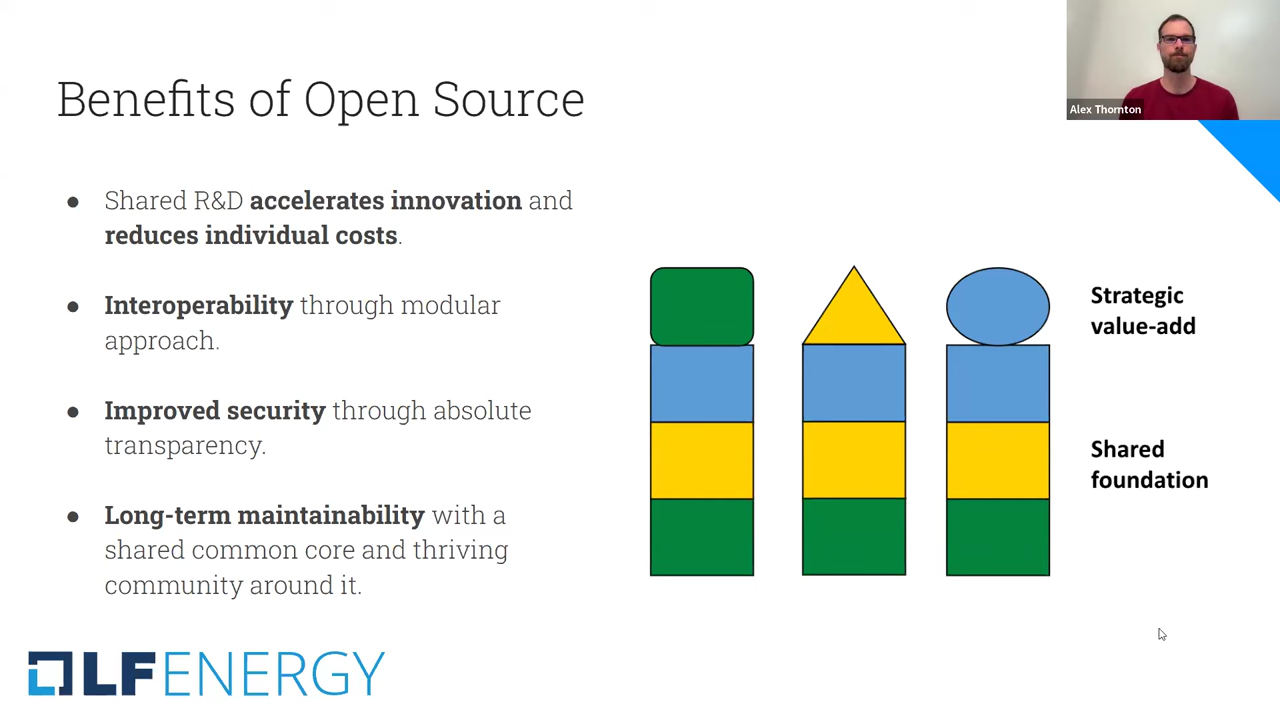 Benefits of Open Source
Alex Thornton
● Shared R&D accelerates innovation and
reduces individual costs.
● Interoperability through modular
approach.
● Improved security through absolute
transparency.
● Long-term maintainability with a
shared common core and thriving
community around it.
Strategic
value-add
Shared
foundation
LFENERGY